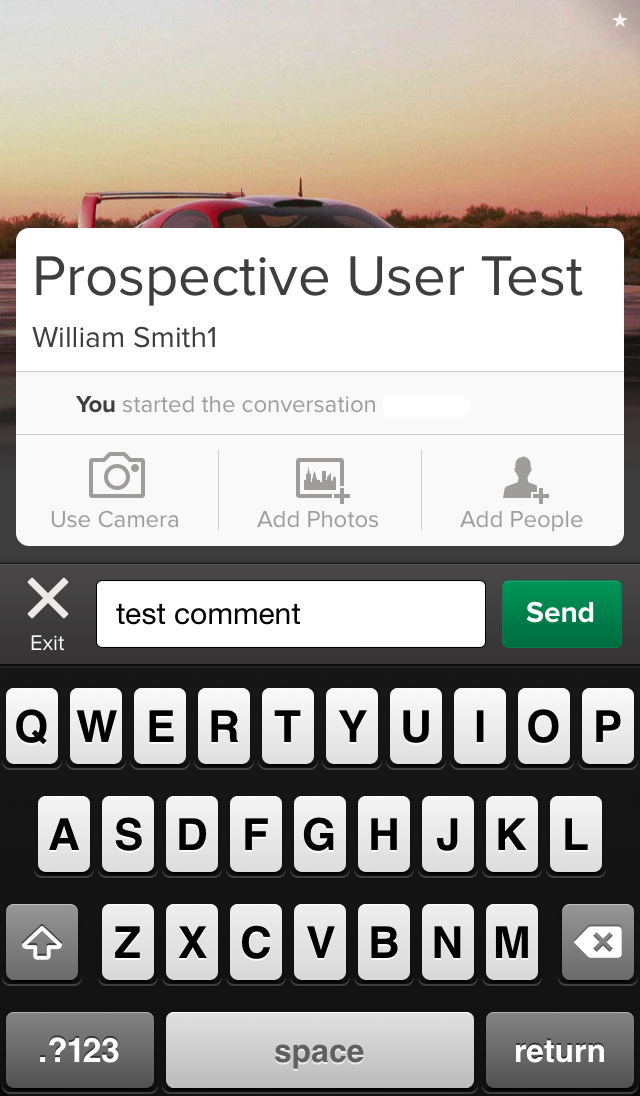 Prospective User Test
William Smith1
You started the conversation
Use Camera
Add Photos
Add People
Exit
test comment
Send
Q W E R T Y U I O P
A S D F G H J K L
Z X C V B N M
.?123
space
return